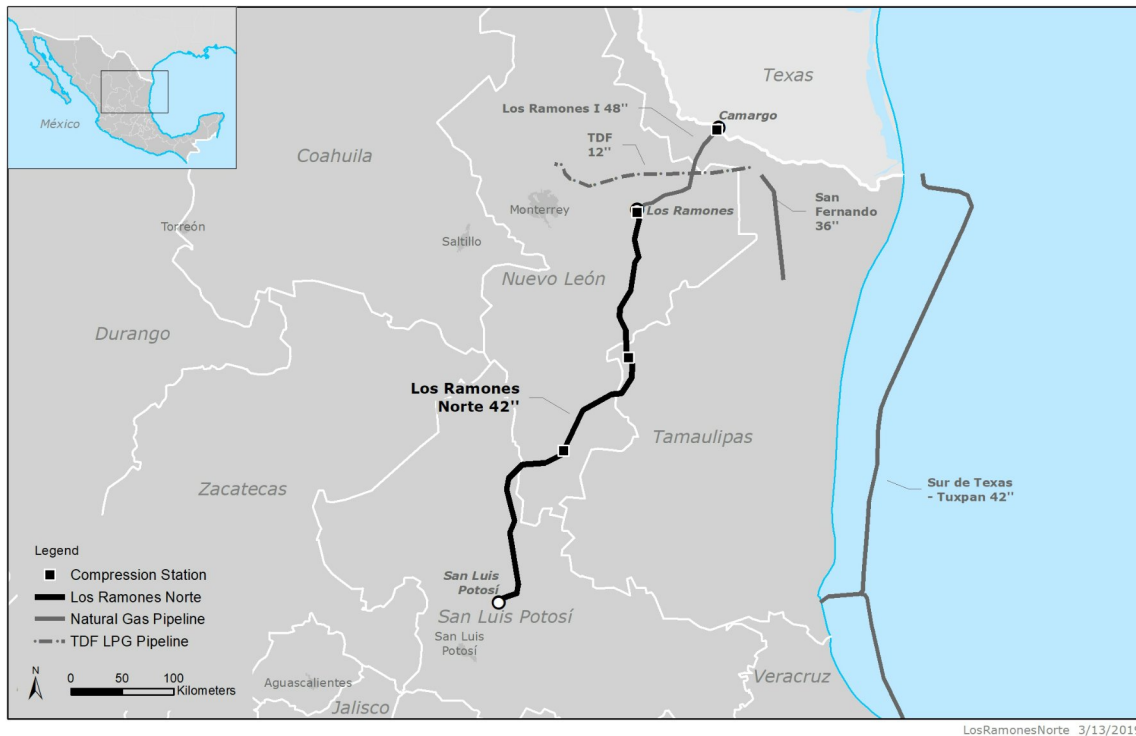 México
Texas
Los Ramones I 48''
Camargo
Coahuila
TDF
12''
San
Fernando
36''
Monterrey
Los Ramones
Torreón
Saltillo
Nuevo León
Durango
Los Ramones
Norte 42''
Tamaulipas
Zacatecas
Sur de Texas
- Tuxpan 42''
Legend
Compression Station
Los Ramones Norte
Natural Gas Pipeline
TDF LPG Pipeline
San Luis
Potosí
San Luis Potosí
San Luis
Potosí
N
0 50 100
Kilometers
Aguascalientes
Jalisco
Veracruz
LosRamonesNorte 3/13/2019